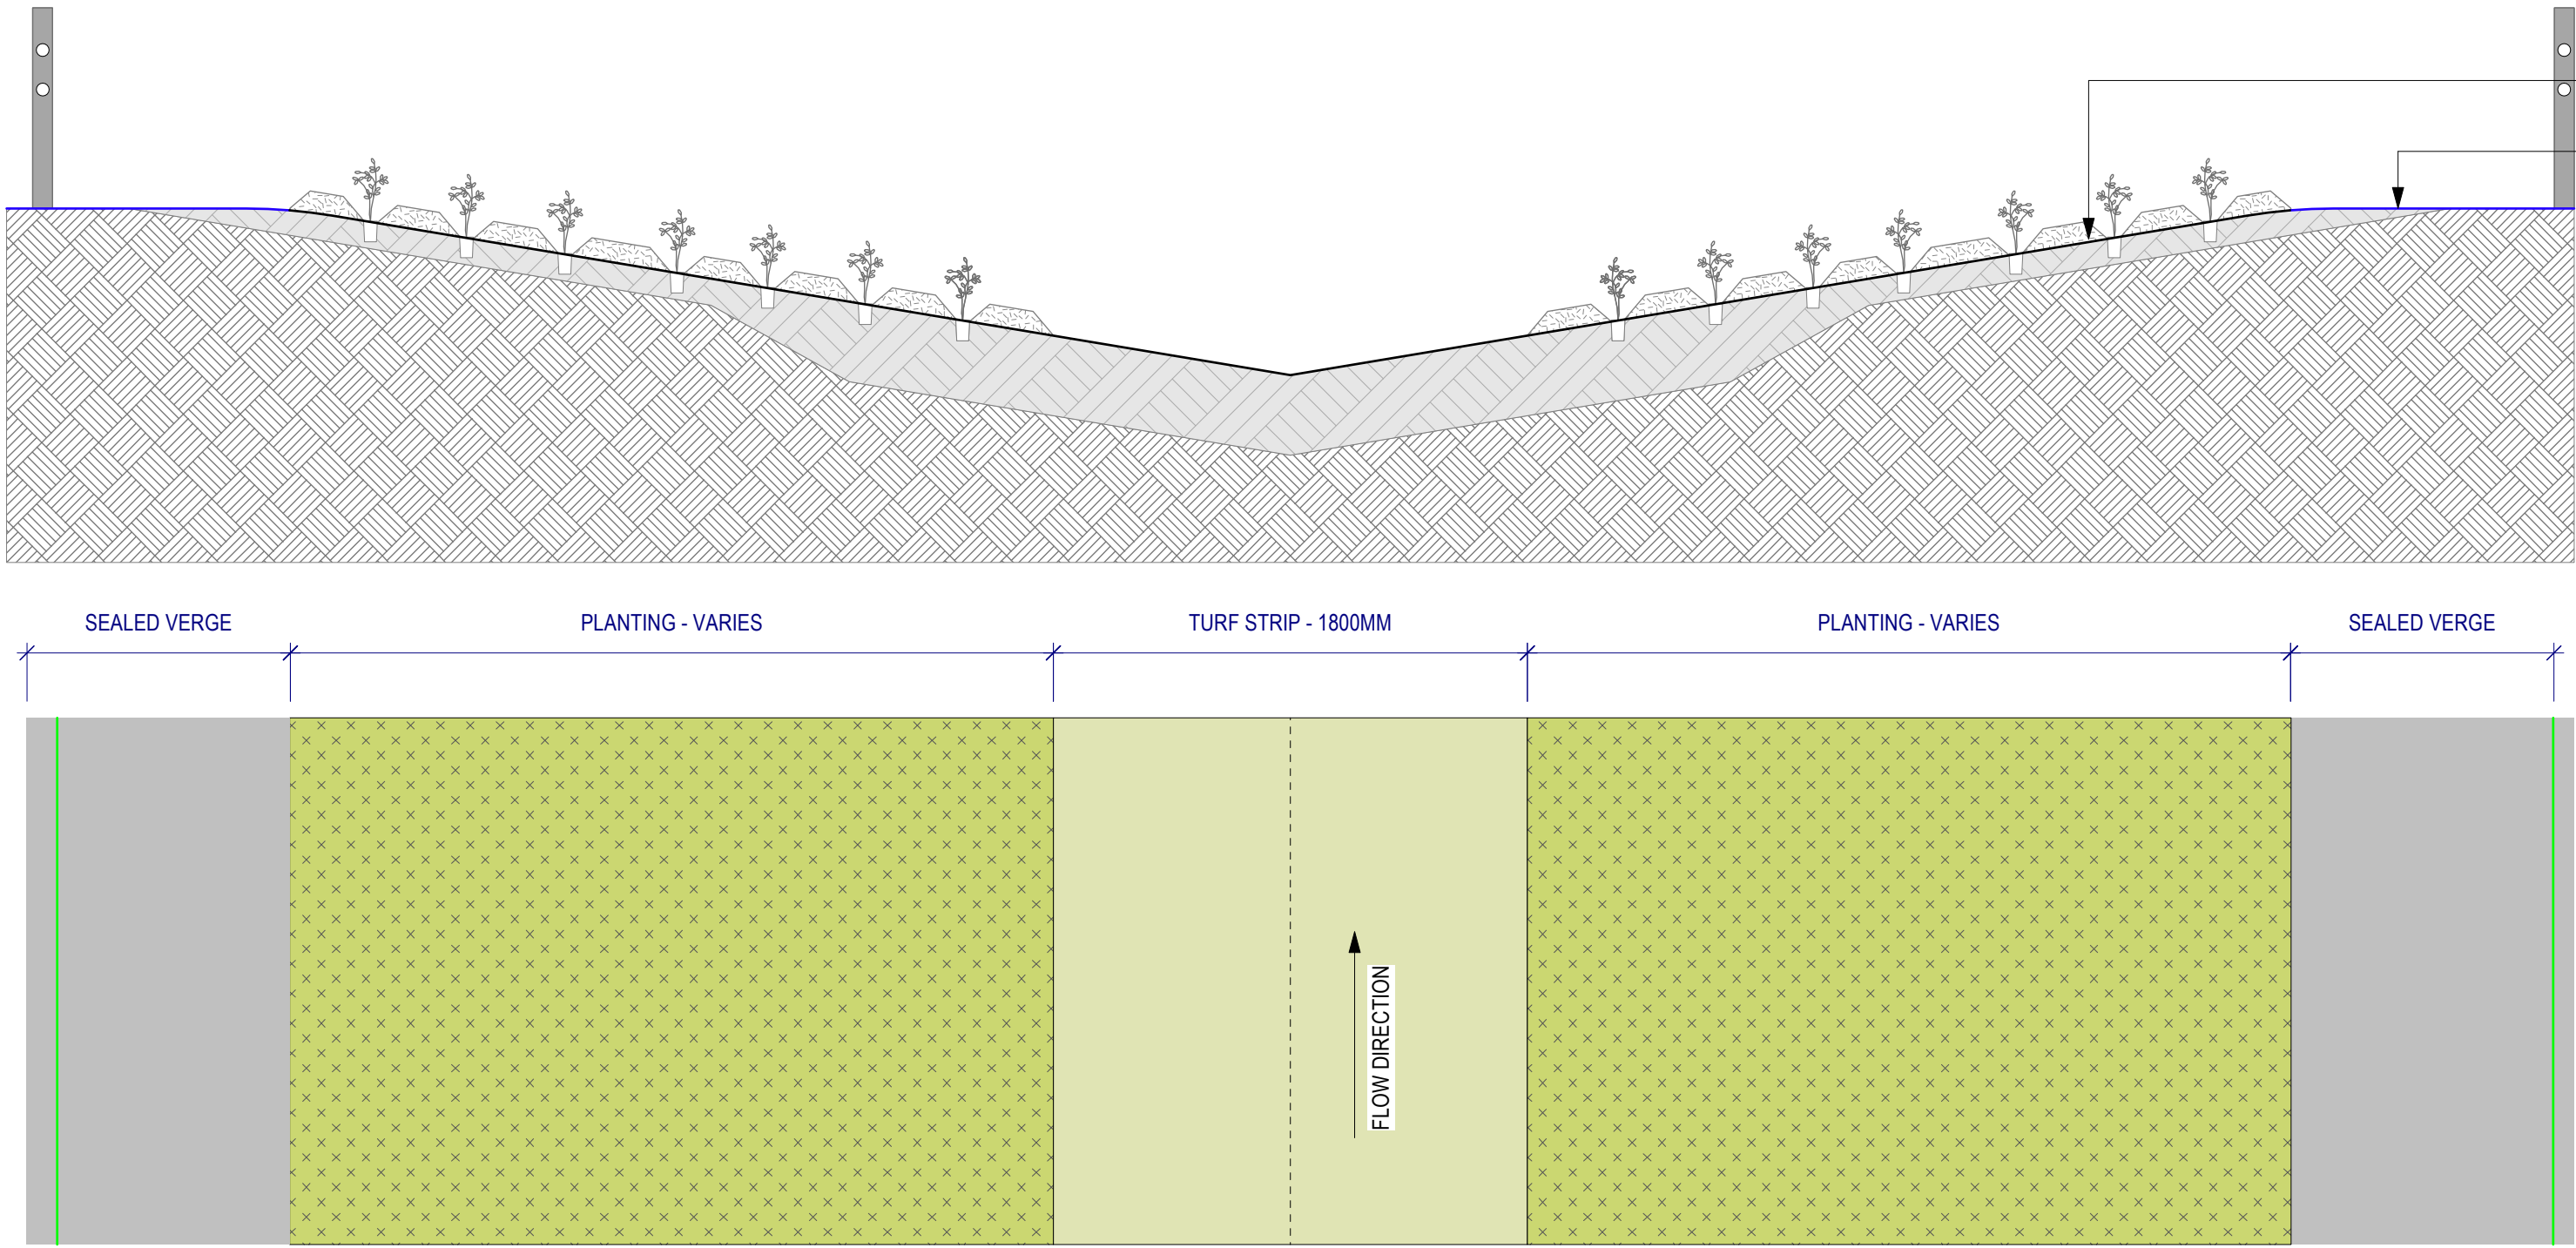 SEALED VERGE
PLANTING - VARIES
TURF STRIP - 1800MM
PLANTING - VARIES
SEALED VERGE
FLOW DIRECTION